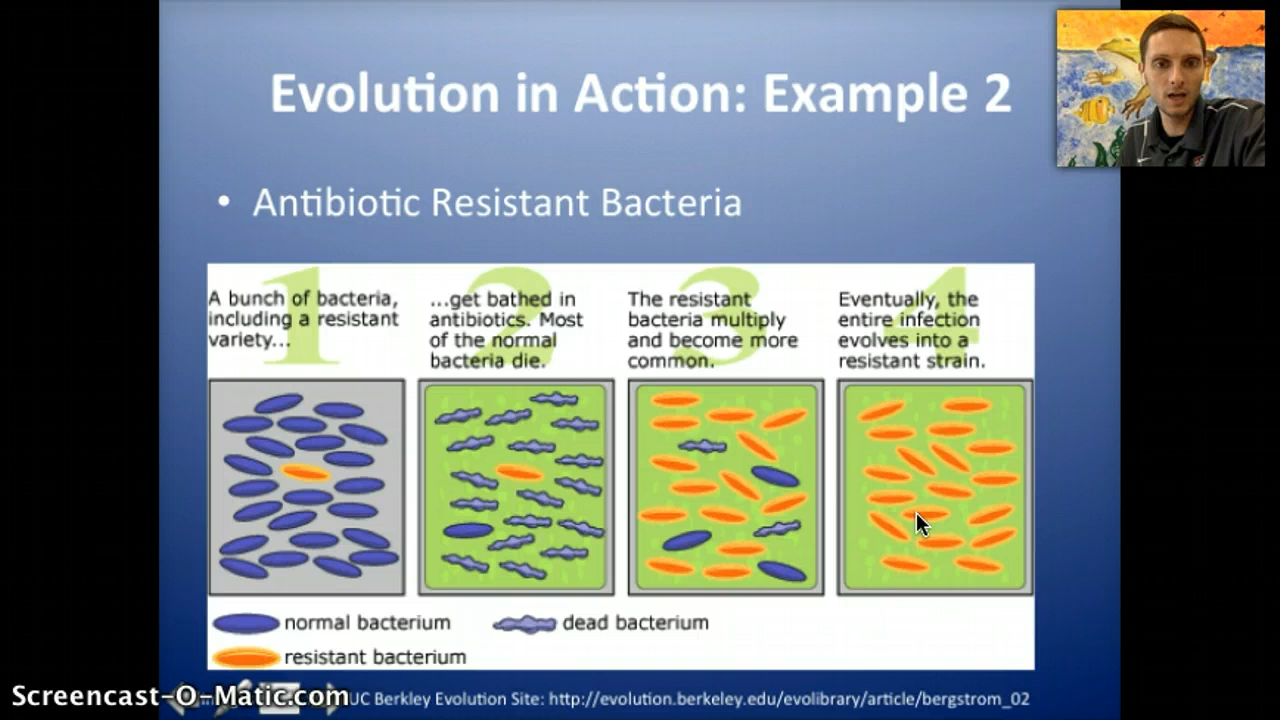 Evolution in Action: Example 2
• Antibiotic Resistant Bacteria
1
A bunch of bacteria,
including a resistant
variety...
2
...get bathed in
antibiotics. Most
of the normal
bacteria die.
3
The resistant
bacteria multiply
and become more
common.
4
Eventually, the
entire infection
evolves into a
resistant strain.
normal bacterium
dead bacterium
resistant bacterium
Screencast-O-Matic.com
UC Berkley Evolution Site: http://evolution.berkeley.edu/evolibrary/article/bergstrom_02